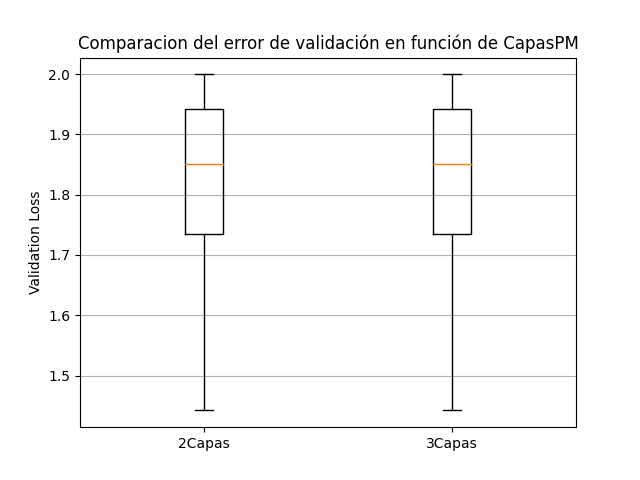 Comparacion del error de validación en función de CapasPM
Validation Loss
2.0
1.9
1.8
1.7
1.6
1.5
2Capas
3Capas